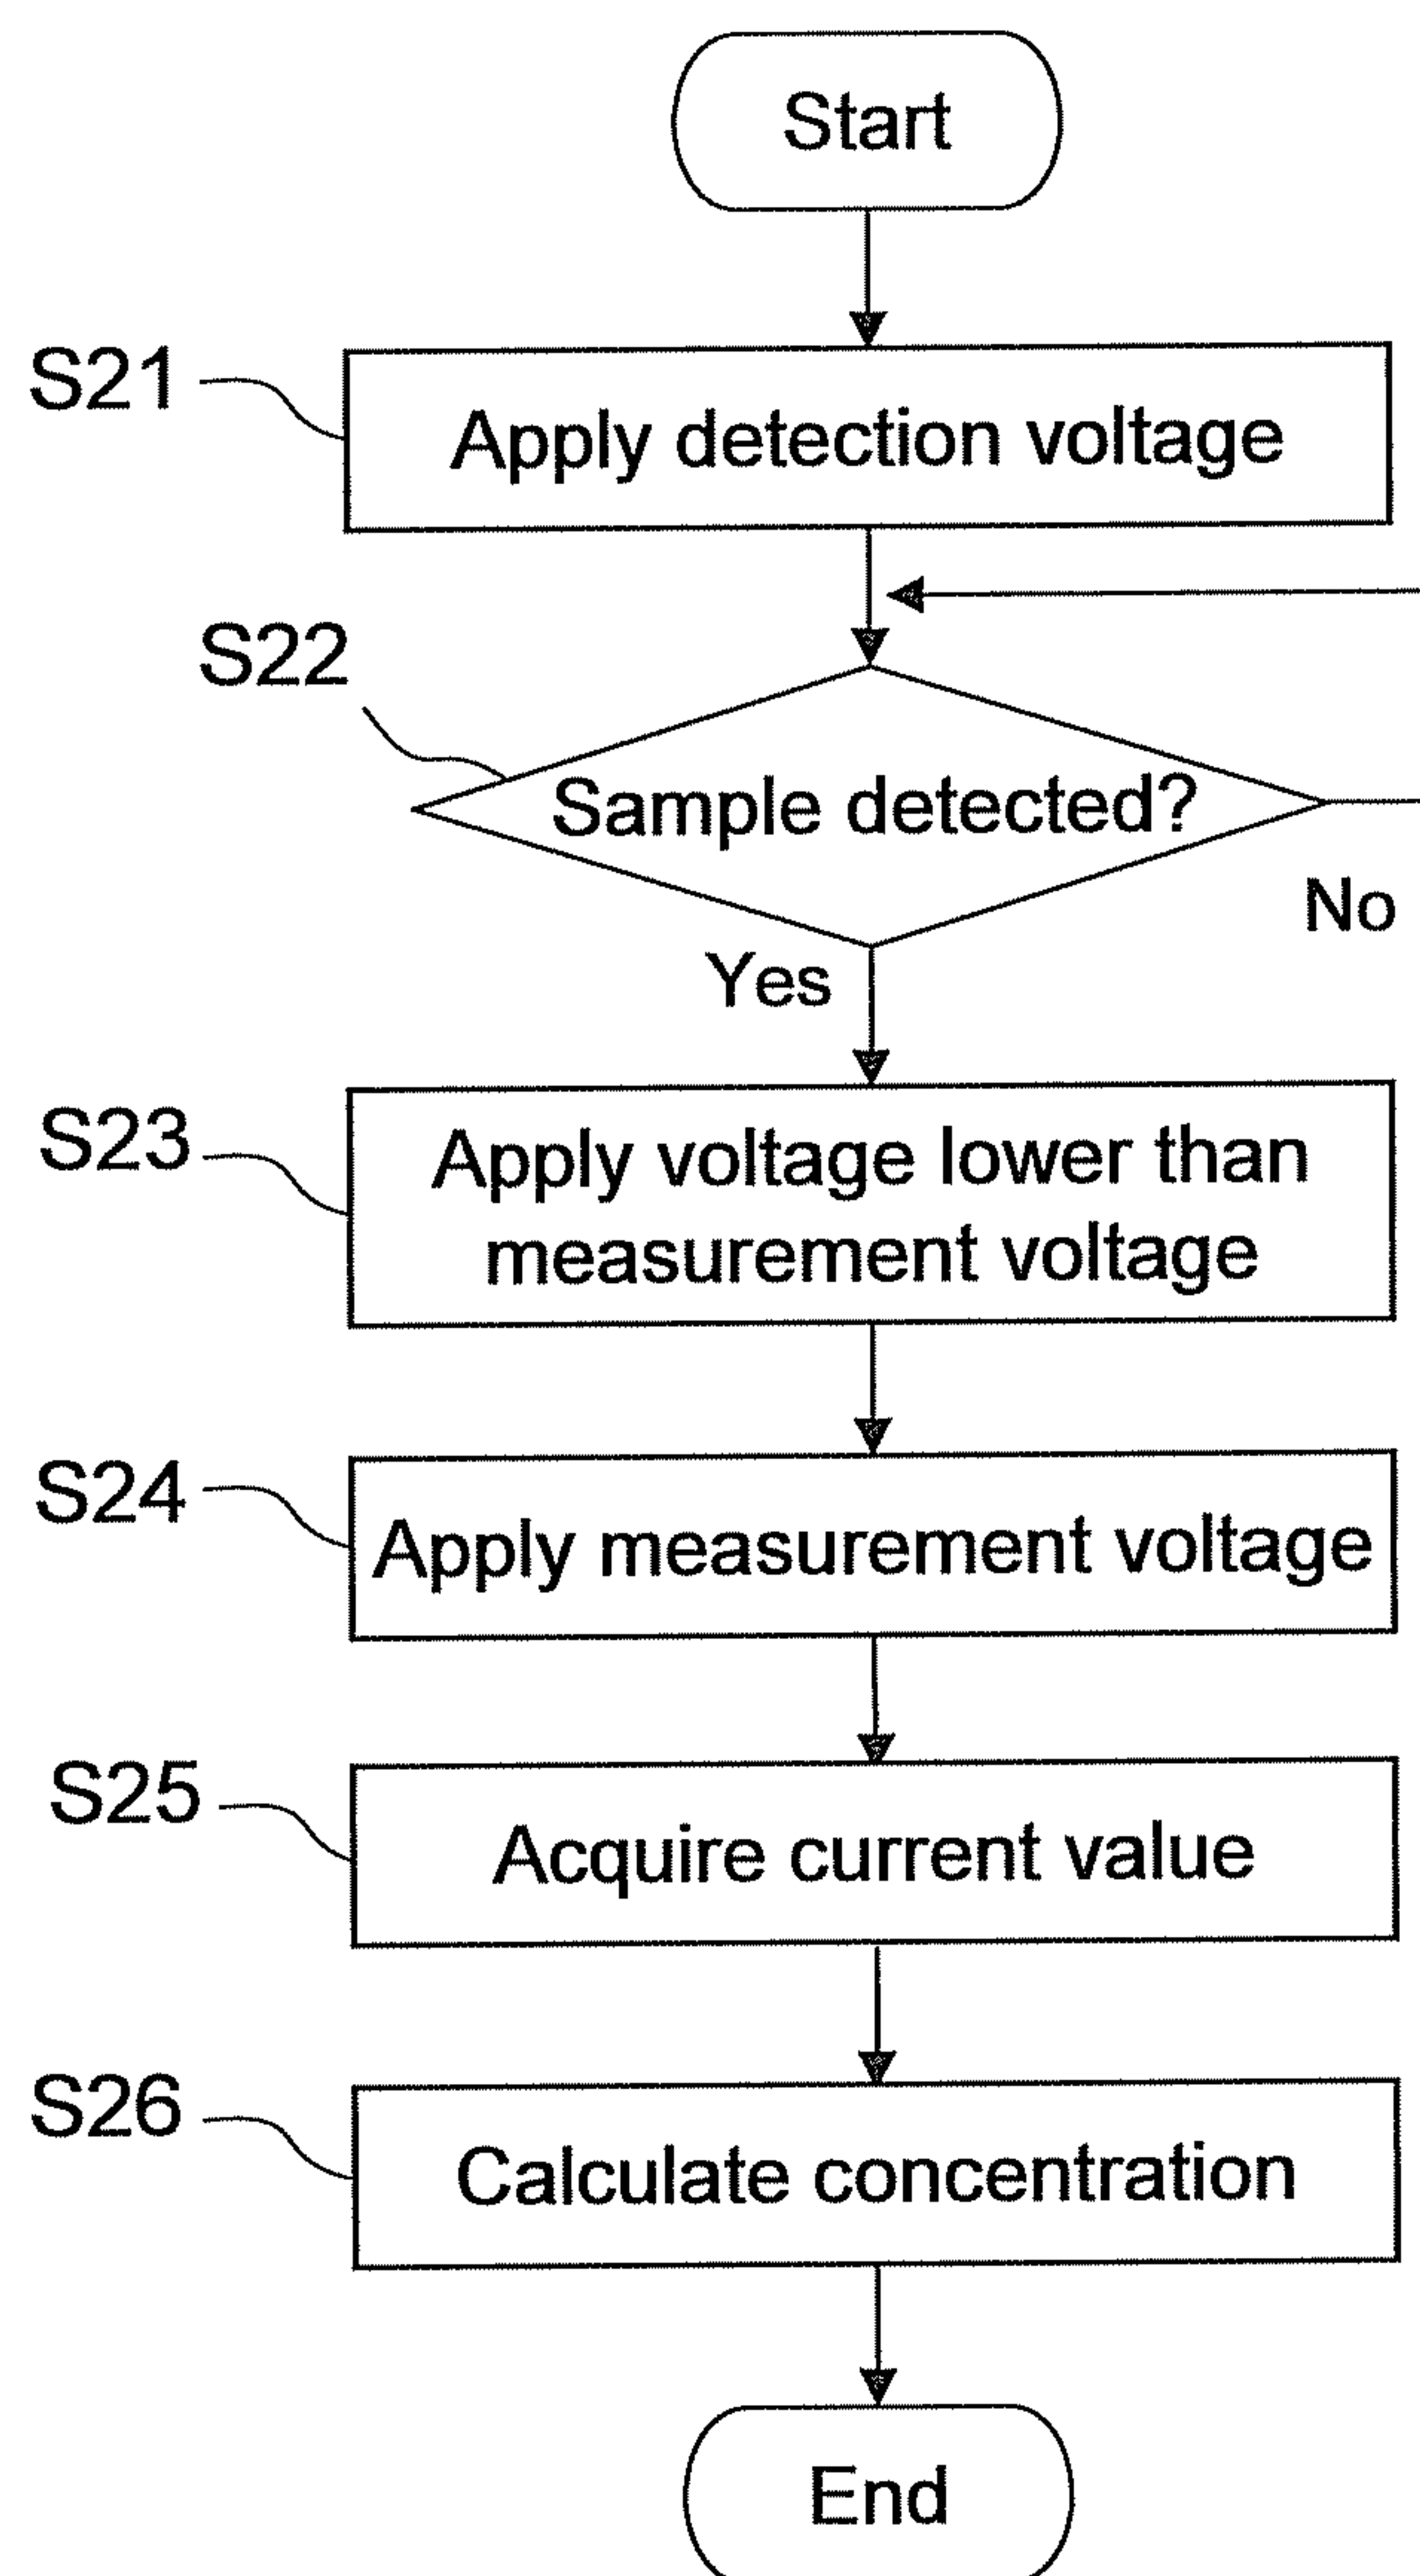 Start
S21
Apply detection voltage
S22
Sample detected?
No
Yes
S23
Apply voltage lower than
measurement voltage
S24
Apply measurement voltage
S25
Acquire current value
S26
Calculate concentration
End